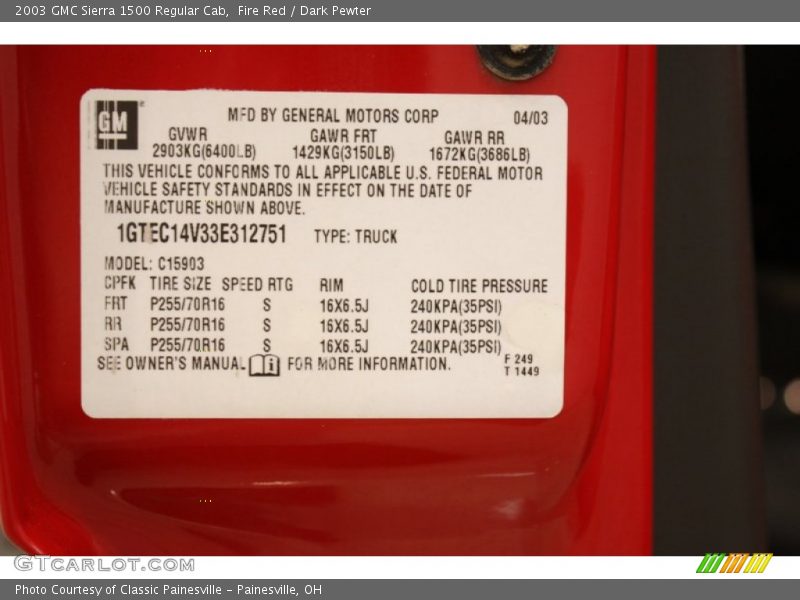 2003 GMC Sierra 1500 Regular Cab,  Fire Red / Dark Pewter
GM
MFD BY GENERAL MOTORS CORP 04/03
GVWR GAWR FRT GAWR RR
2903KG(6400LB) 1429KG(3150LB) 1672KG(3686LB)
THIS VEHICLE CONFORMS TO ALL APPLICABLE U.S. FEDERAL MOTOR
VEHICLE SAFETY STANDARDS IN EFFECT ON THE DATE OF
MANUFACTURE SHOWN ABOVE.
1GTEC14V33E312751 TYPE: TRUCK
MODEL: C15903
CPFK TIRE SIZE SPEED RTG RIM COLD TIRE PRESSURE
FRT P255/70R16 S 16X6.5J 240KPA(35PSI)
RR P255/70R16 S 16X6.5J 240KPA(35PSI)
SPA P255/70R16 S 16X6.5J 240KPA(35PSI)
SEE OWNER'S MANUAL i FOR MORE INFORMATION.
F 249
T 1449
GTCARLOT.COM
Photo Courtesy of Classic Painesville - Painesville, OH